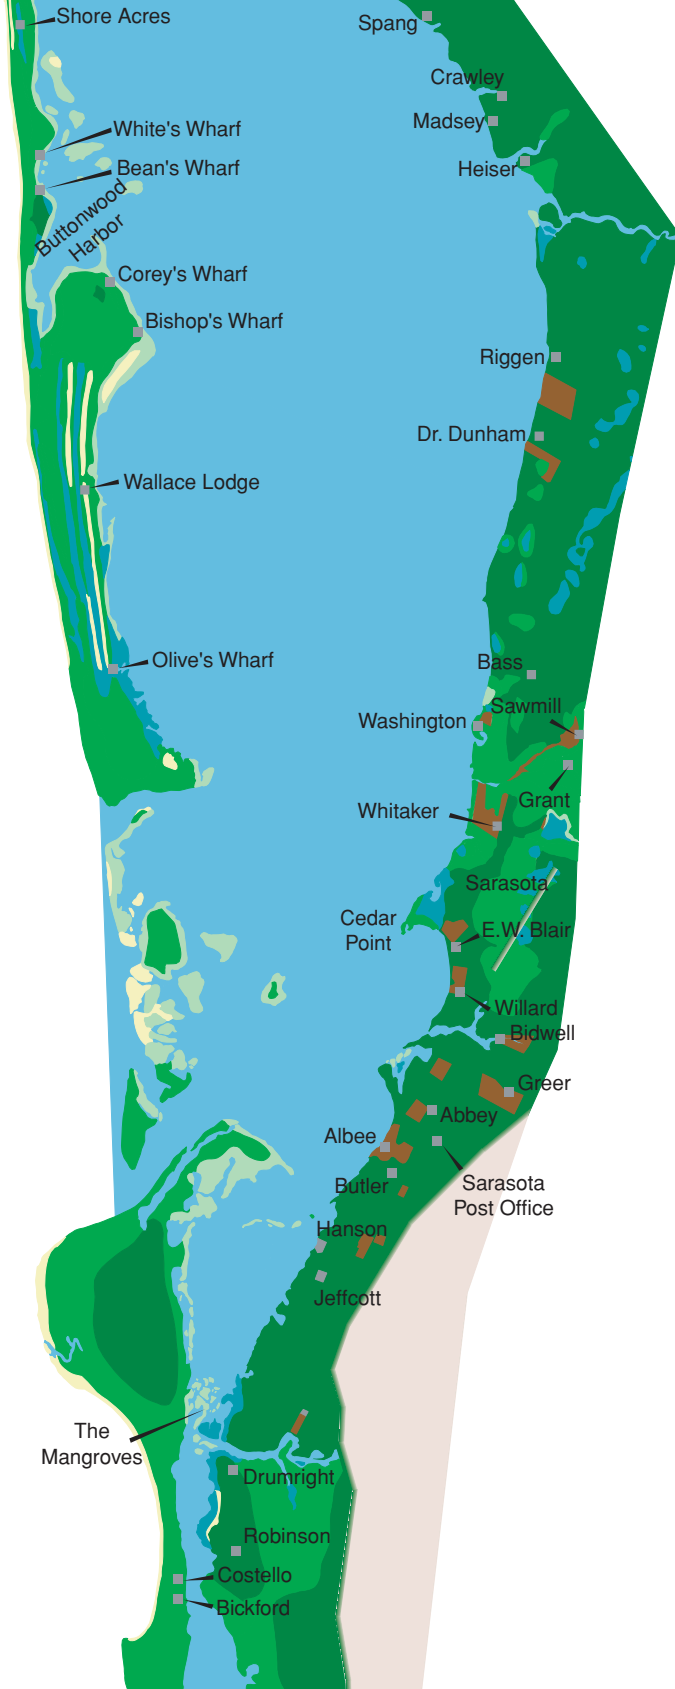 Shore Acres
Spang
Crawley
Madsey
White's Wharf
Heiser
Bean's Wharf
Buttonwood
Harbor
Corey's Wharf
Bishop's Wharf
Riggen
Dr. Dunham
Wallace Lodge
Olive's Wharf
Bass
Sawmill
Washington
Grant
Whitaker
Sarasota
Cedar
Point
E.W. Blair
Willard
Bidwell
Greer
Abbey
Albee
Butler
Sarasota
Post Office
Hanson
Jeffcott
The
Mangroves
Drumright
Robinson
Costello
Bickford